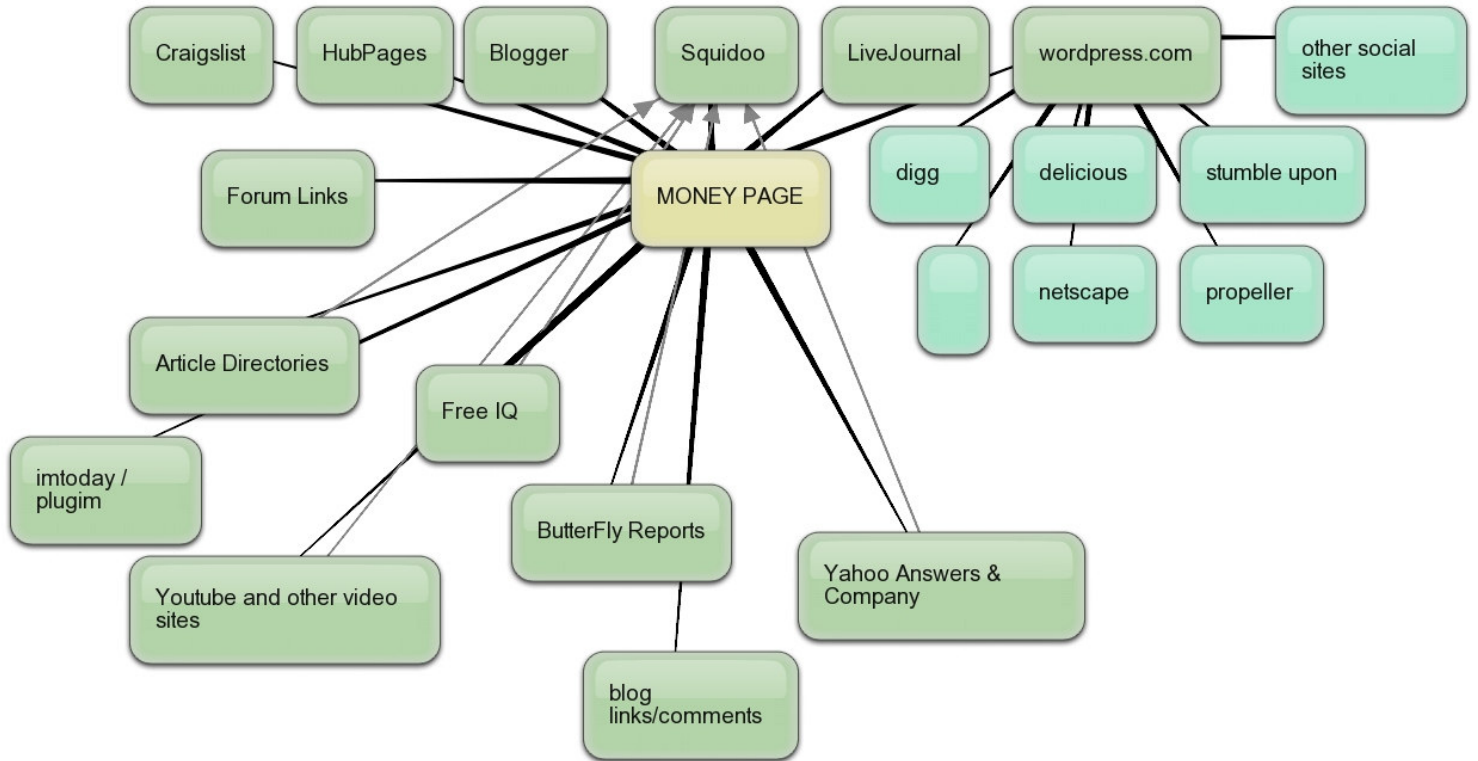 Craigslist
HubPages
Blogger
Squidoo
LiveJournal
wordpress.com
other social
sites
Forum Links
MONEY PAGE
digg
delicious
stumble upon
netscape
propeller
Article Directories
Free IQ
imtoday /
plugim
ButterFly Reports
Yahoo Answers &
Company
Youtube and other video
sites
blog
links/comments